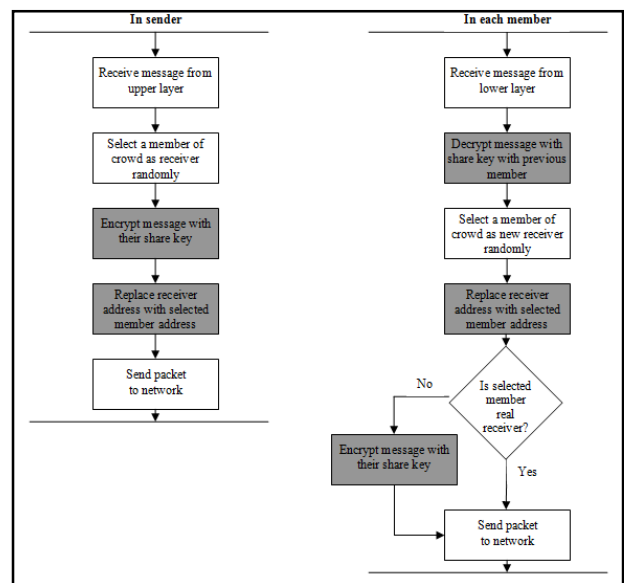 In sender
Receive message from
upper layer
Select a member of
crowd as receiver
randomly
Encrypt message with
their share key
Replace receiver
address with selected
member address
Send packet
to network
In each member
Receive message from
lower layer
Decrypt message with
share key with previous
member
Select a member of
crowd as new receiver
randomly
Replace receiver
address with selected
member address
Is selected
member
real
receiver?
No
Encrypt message with
their share key
Yes
Send packet
to network